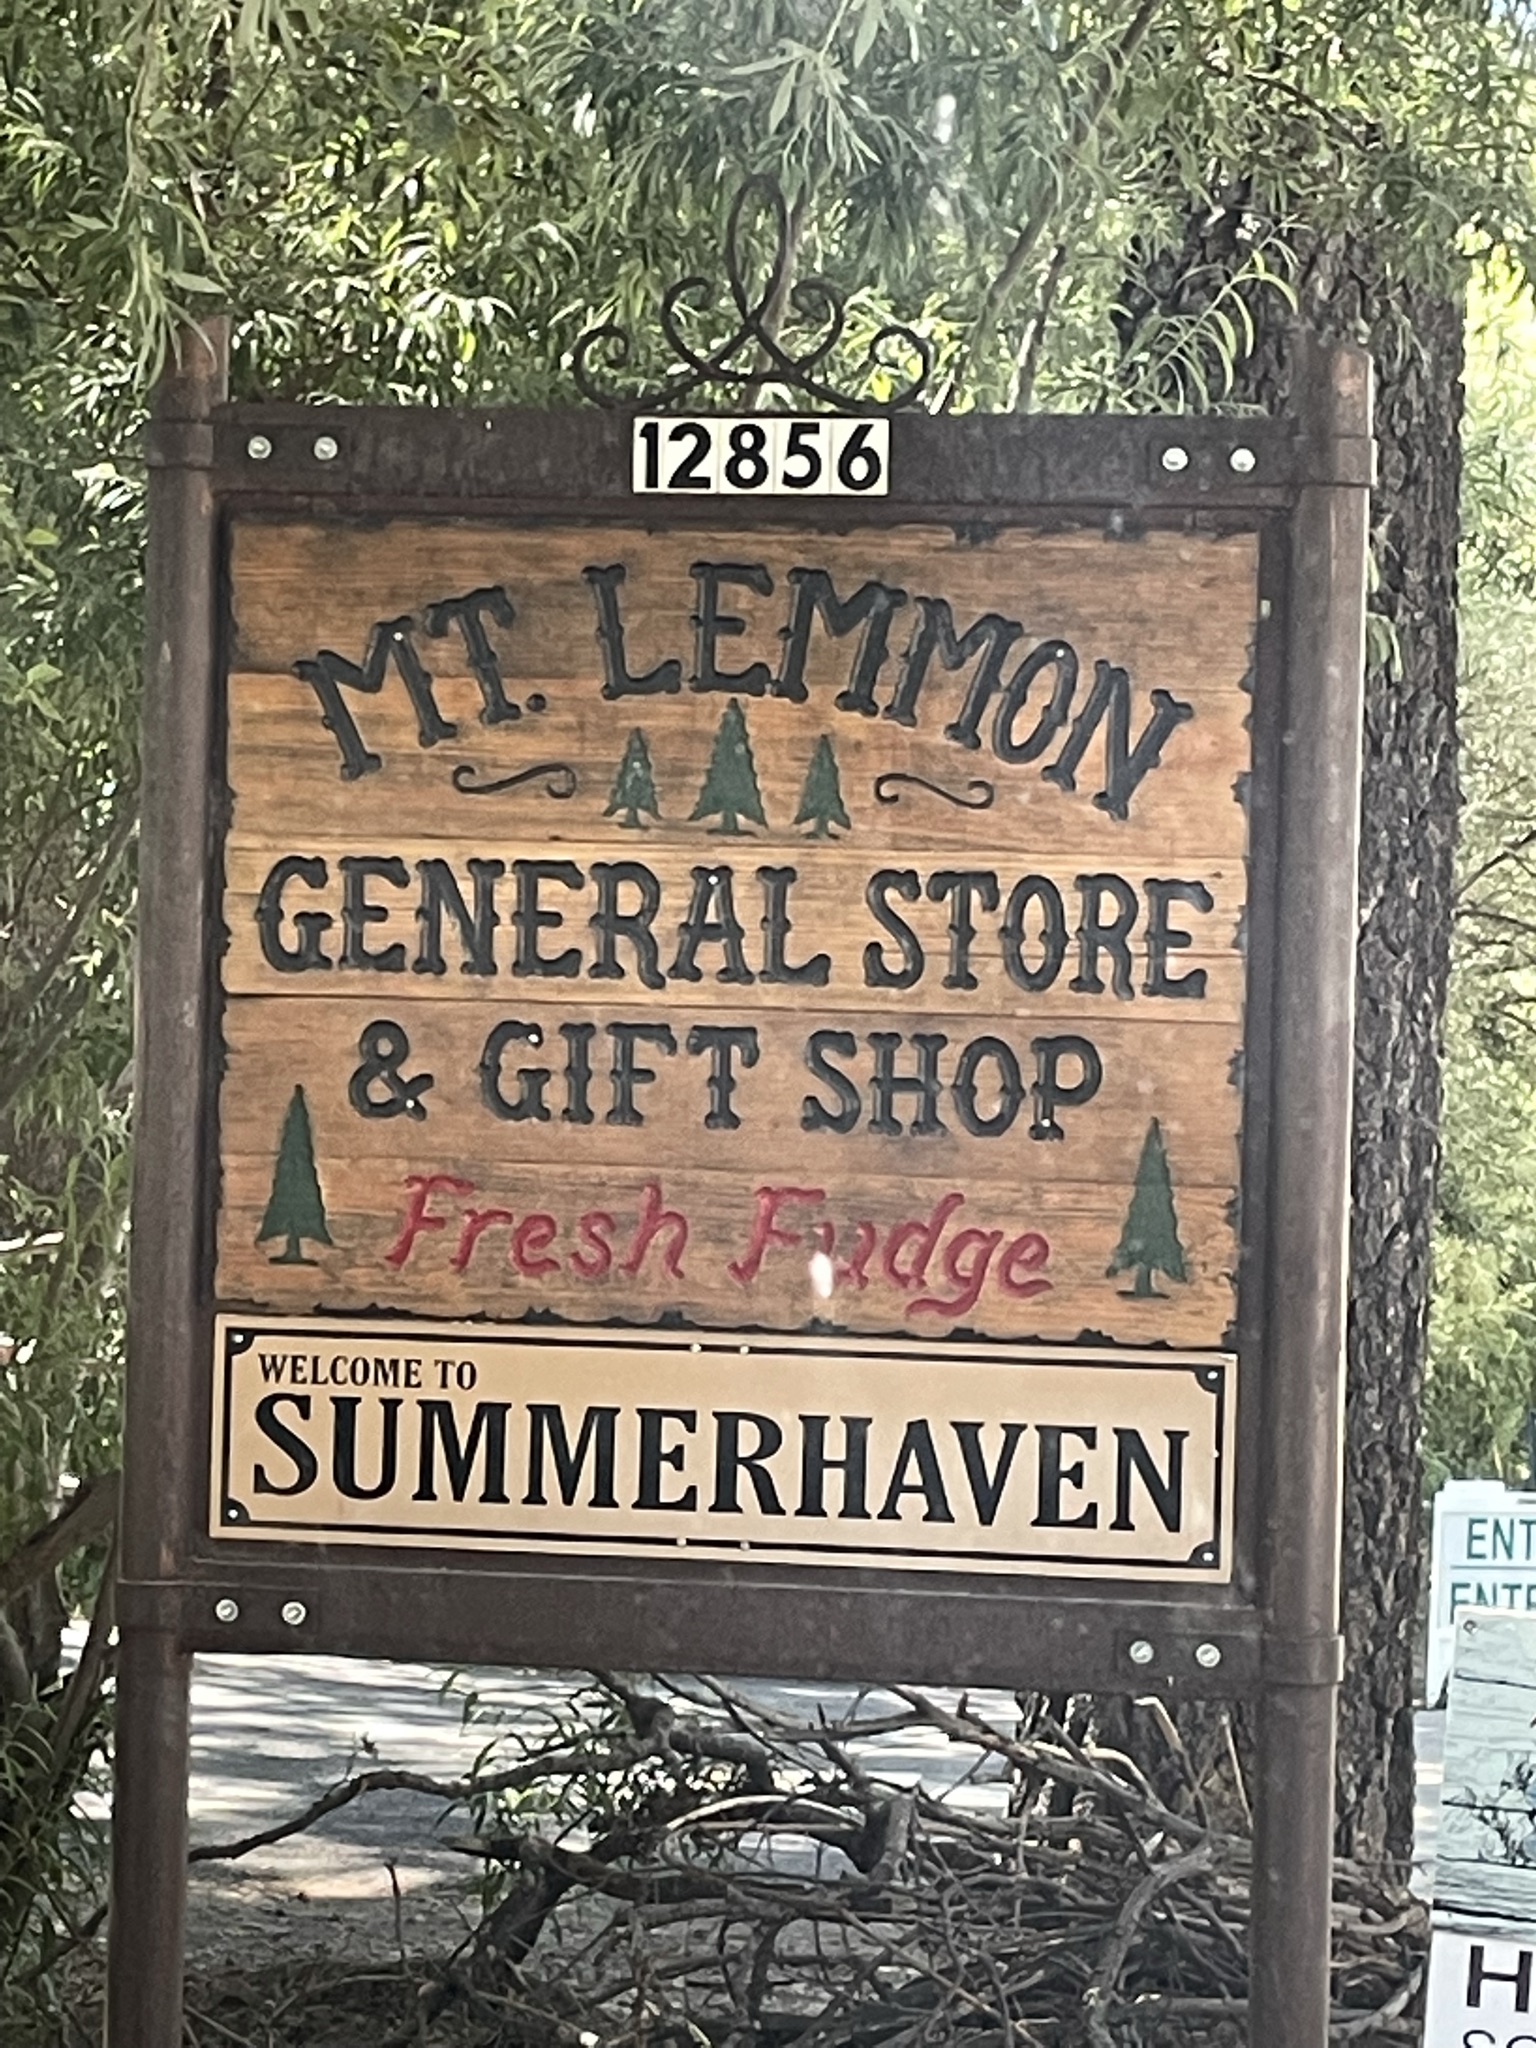 12856
MT. LEMMON
GENERAL STORE
& GIFT SHOP
Fresh Fudge
WELCOME TO
SUMMERHAVEN